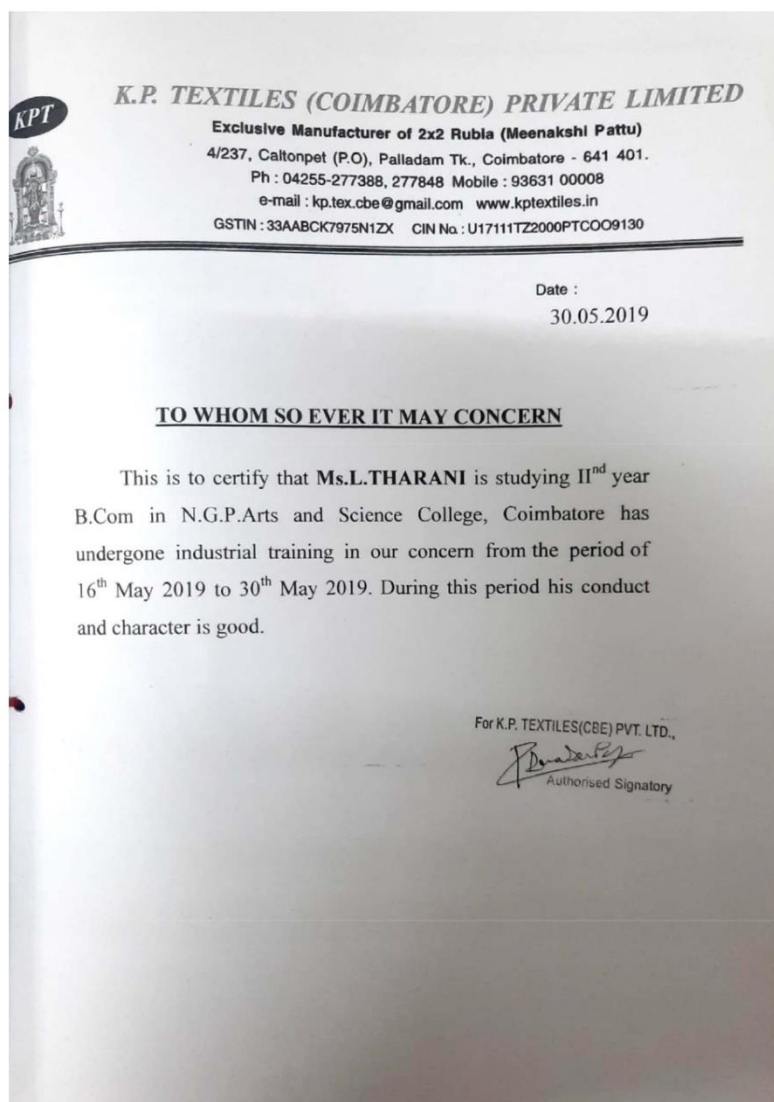 KPT
K.P. TEXTILES (COIMBATORE) PRIVATE LIMITED
Exclusive Manufacturer of 2x2 Rubia (Meenakshi Pattu)
4/237, Caltonpet (P.O), Palladam Tk., Coimbatore - 641 401.
Ph : 04255-277388, 277848 Mobile : 93631 00008
e-mail : kp.tex.cbe@gmail.com www.kptextiles.in
GSTIN : 33AABCK7975N1ZX CIN No. : U17111TZ2000PTCOO9130
Date :
30.05.2019
TO WHOM SO EVER IT MAY CONCERN
This is to certify that Ms.L.THARANI is studying IInd year
B.Com in N.G.P.Arts and Science College, Coimbatore has
undergone industrial training in our concern from the period of
16th May 2019 to 30th May 2019. During this period his conduct
and character is good.
For K.P. TEXTILES(CBE) PVT. LTD.,
Authorised Signatory